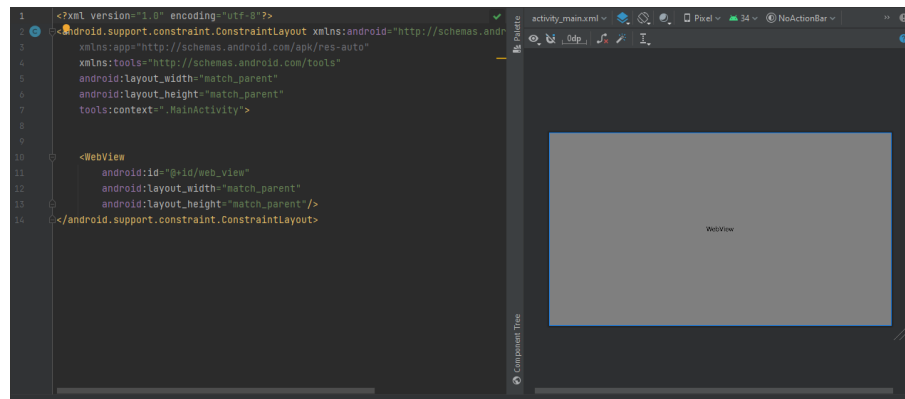 1 <?xml version="1.0" encoding="utf-8"?>
2 <android.support.constraint.ConstraintLayout xmlns:android="http://schemas.andr
3 xmlns:app="http://schemas.android.com/apk/res-auto"
4 xmlns:tools="http://schemas.android.com/tools"
5 android:layout_width="match_parent"
6 android:layout_height="match_parent"
7 tools:context=".MainActivity">
8
9
10 <WebView
11 android:id="@+id/web_view"
12 android:layout_width="match_parent"
13 android:layout_height="match_parent"/>
14 </android.support.constraint.ConstraintLayout>
Palette
Component Tree
activity_main.xml Pixel 34 NoActionBar
0dp
WebView